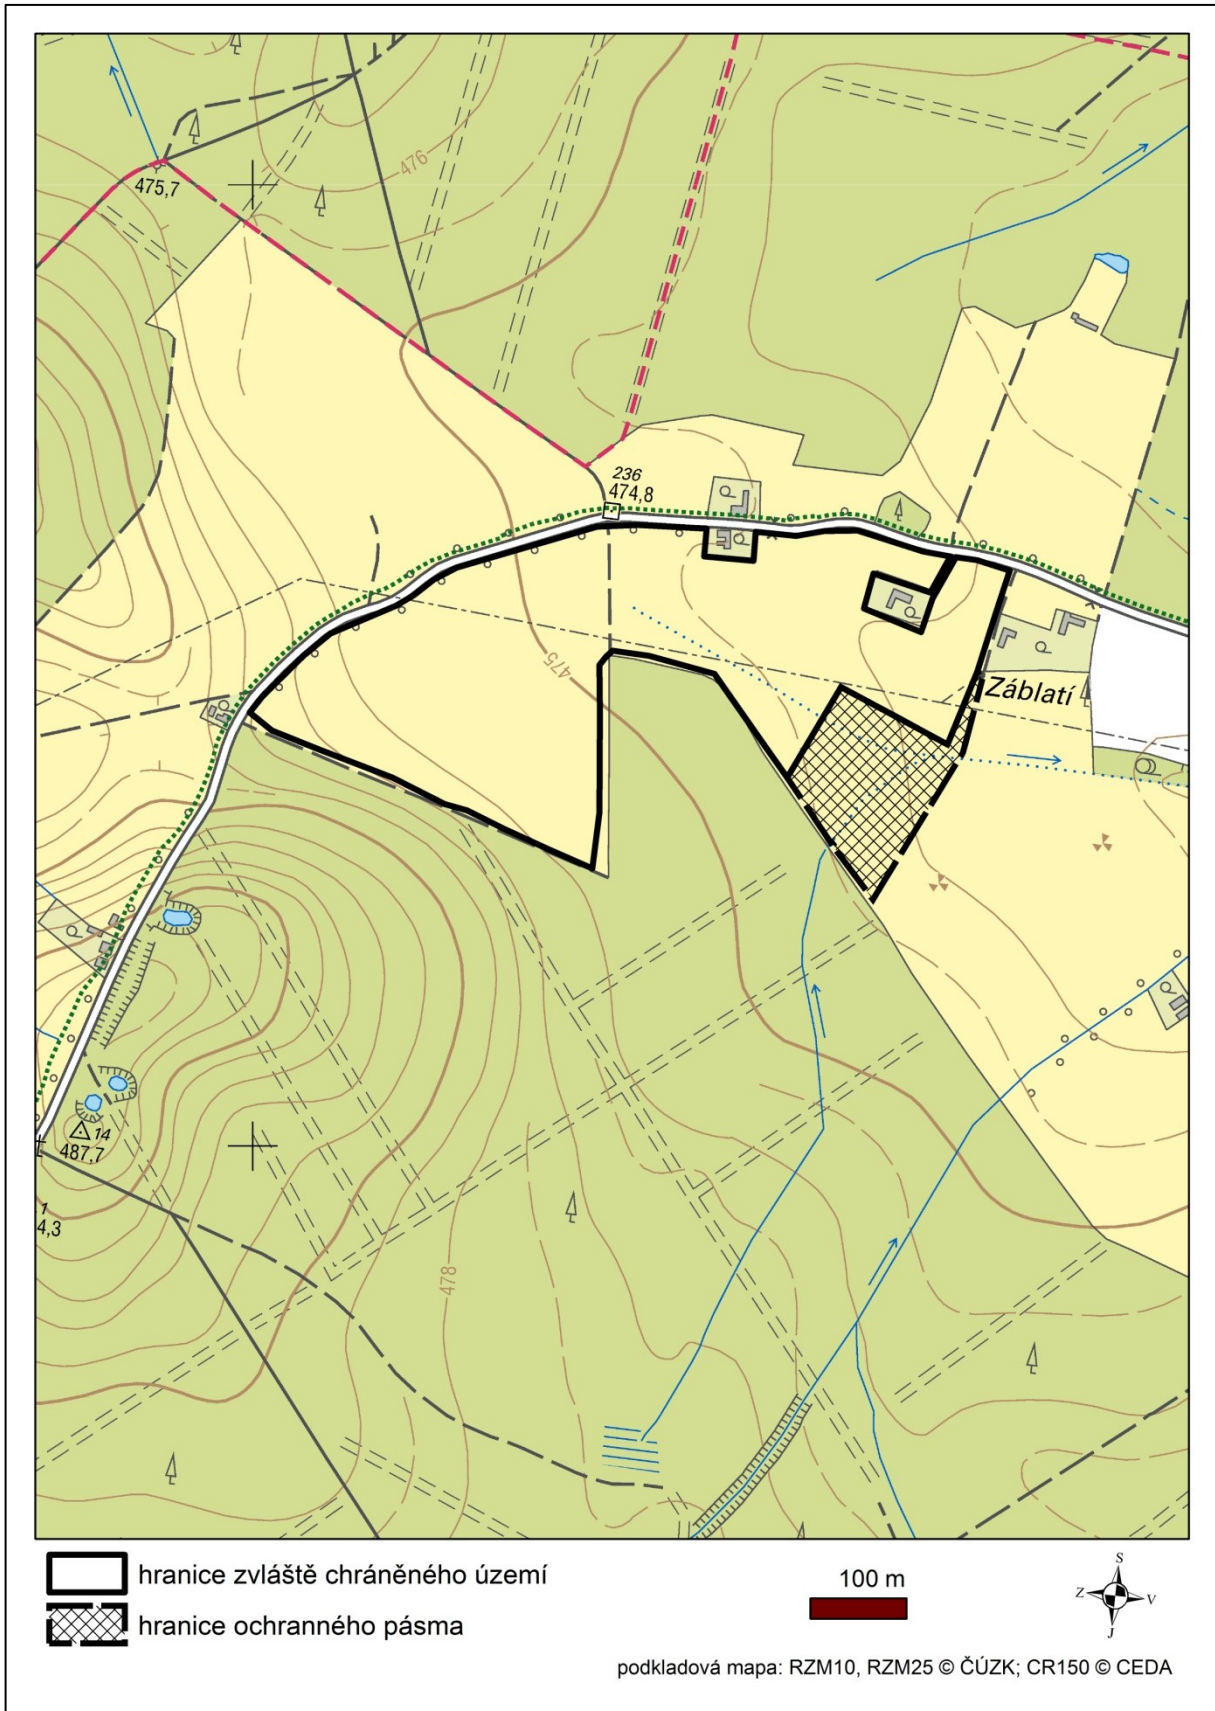 475,7
476
236
474,8
475
Záblatí
14
487,7
1
4,3
478
hranice zvláště chráněného území
hranice ochranného pásma
100 m
S
Z V
J
podkladová mapa: RZM10, RZM25 © ČÚZK; CR150 © CEDA